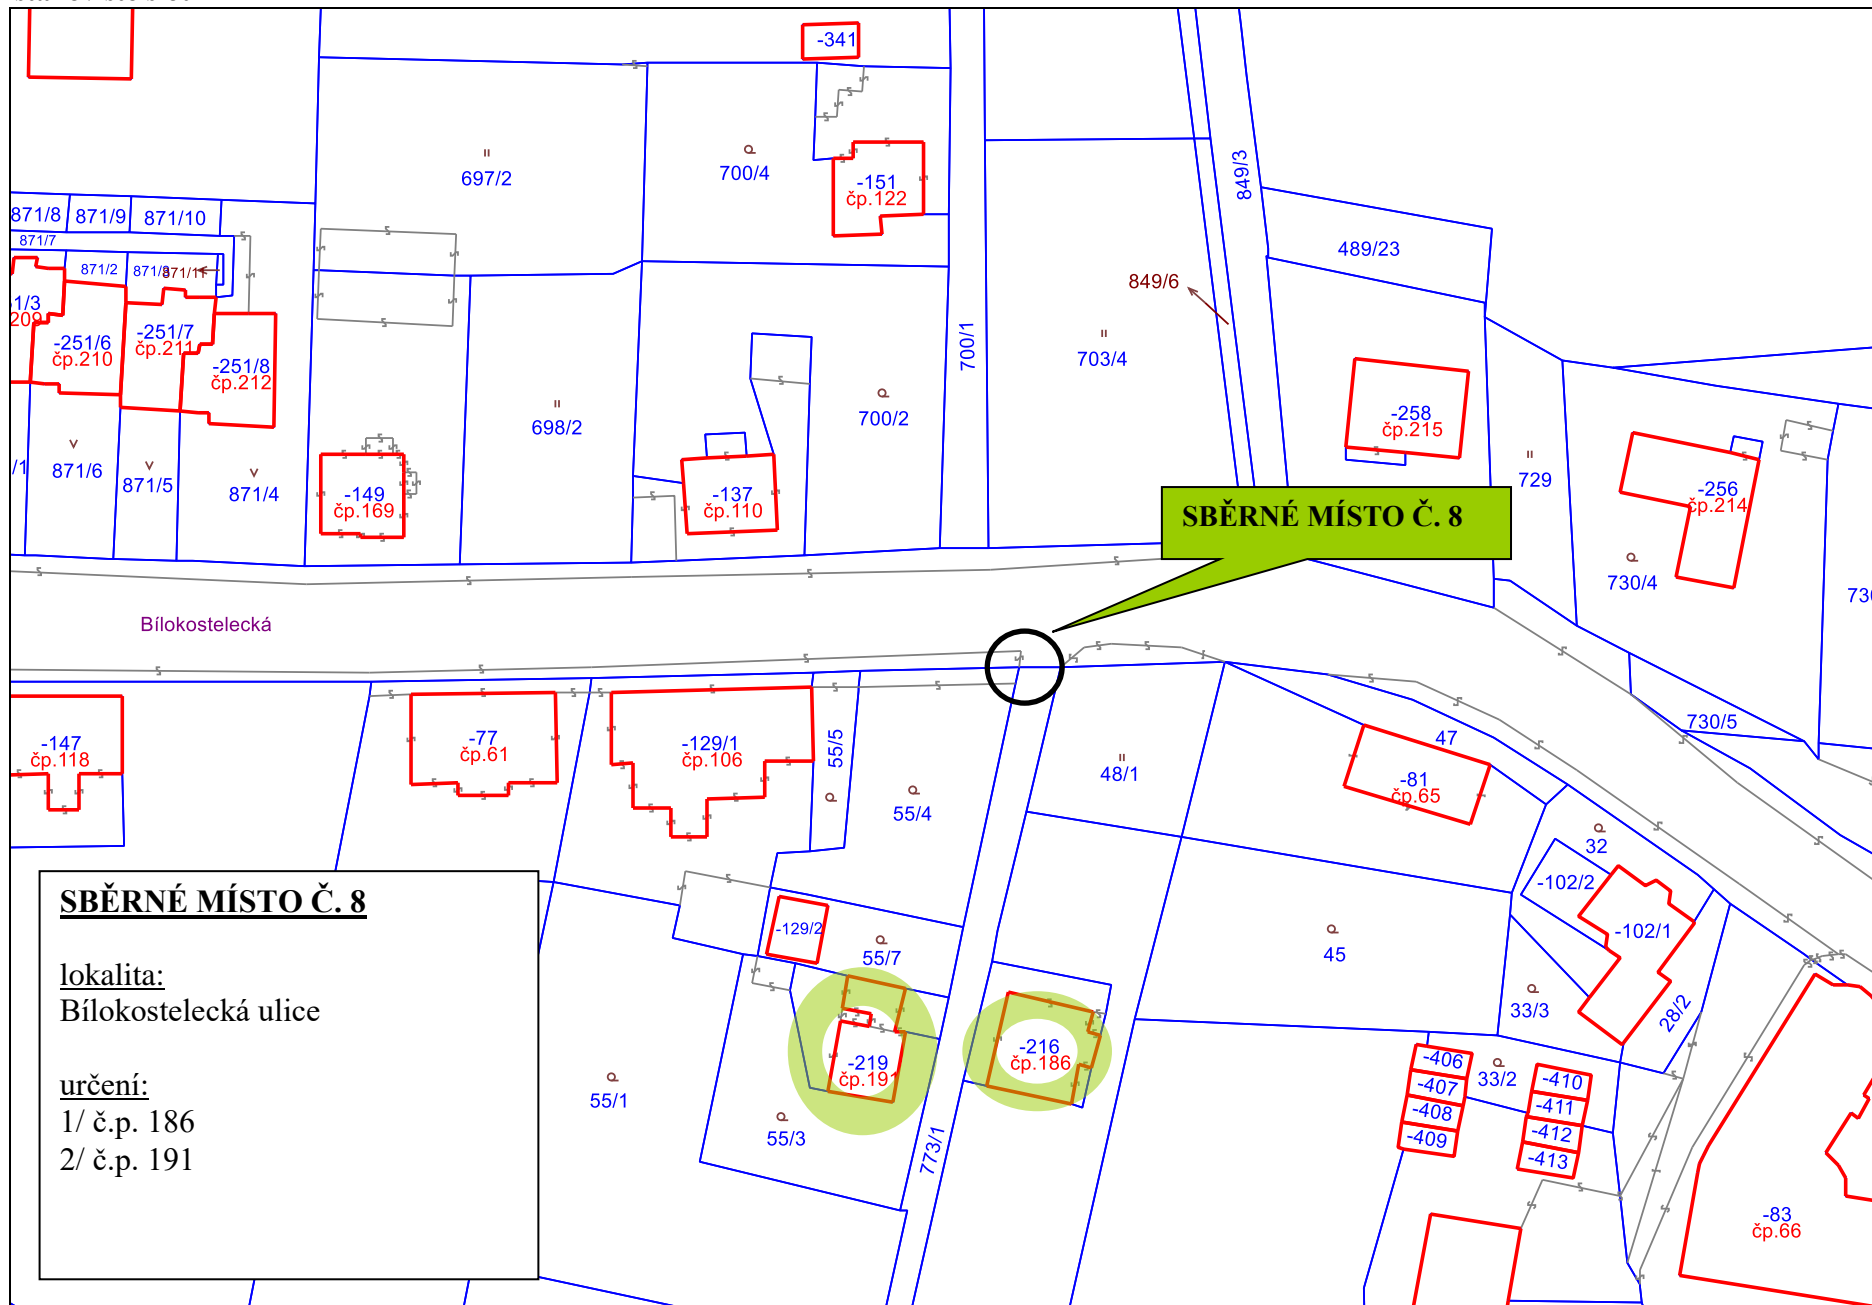 -341
697/2
700/4
-151
čp.122
849/3
871/8
871/9
871/10
871/7
871/2
871/11
489/23
849/6
1/3
209
-251/6
čp.210
-251/7
čp.211
-251/8
čp.212
700/1
703/4
-258
čp.215
698/2
700/2
729
-256
čp.214
/1
871/6
871/5
871/4
-149
čp.169
-137
čp.110
SBĚRNÉ MÍSTO Č. 8
730/4
730
Bílokostelecká
730/5
-147
čp.118
-77
čp.61
-129/1
čp.106
55/5
55/4
48/1
47
-81
čp.65
32
-102/2
-102/1
SBĚRNÉ MÍSTO Č. 8
lokalita:
Bílokostelecká ulice
určení:
1/ č.p. 186
2/ č.p. 191
-129/2
55/7
45
33/3
28/2
-219
čp.191
-216
čp.186
55/1
55/3
773/1
-406
-407
-408
-409
33/2
-410
-411
-412
-413
-83
čp.66